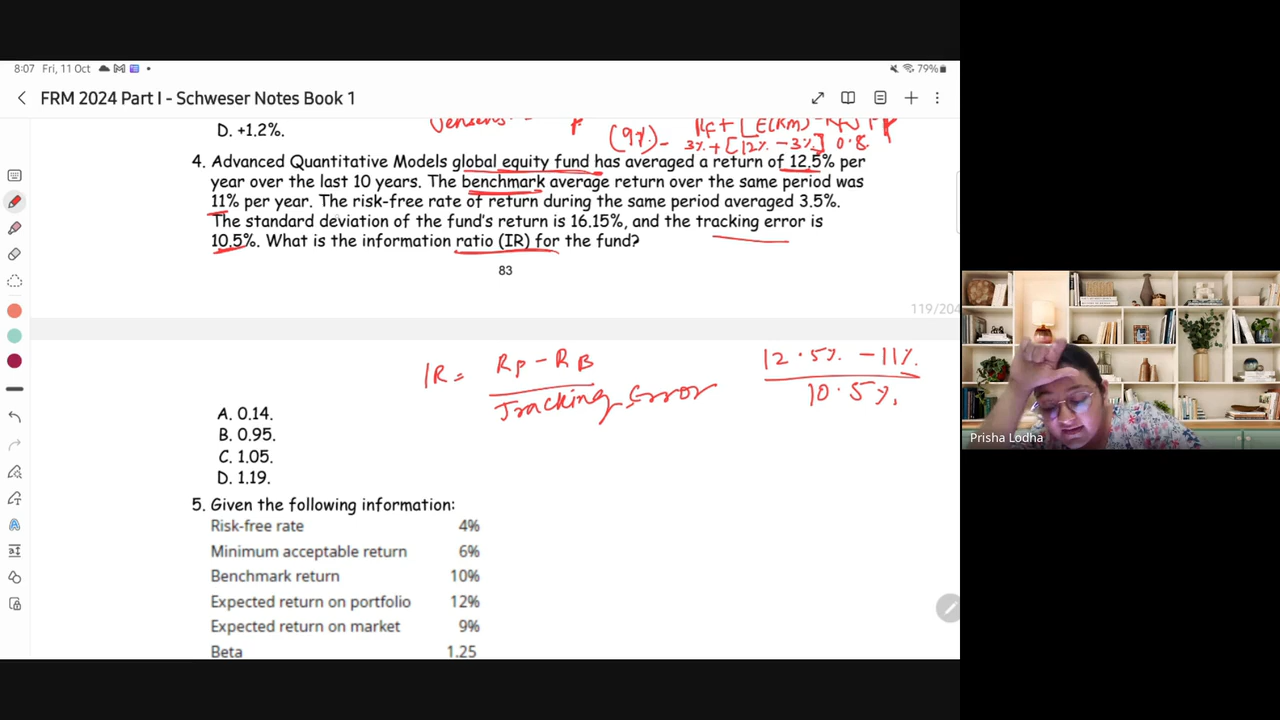 8:07 Fri, 11 Oct
79%
FRM 2024 Part I - Schweser Notes Book 1
D. +1.2%.
(9%) -
3% + [12% - 3%] 0.8
4. Advanced Quantitative Models global equity fund has averaged a return of 12.5% per
year over the last 10 years. The benchmark average return over the same period was
11% per year. The risk-free rate of return during the same period averaged 3.5%.
The standard deviation of the fund's return is 16.15%, and the tracking error is
10.5%. What is the information ratio (IR) for the fund?
83
119/204
IR = RP - RB
Tracking Error
12.5% - 11%
10.5%
A. 0.14.
B. 0.95.
C. 1.05.
D. 1.19.
Prisha Lodha
5. Given the following information:
Risk-free rate 4%
Minimum acceptable return 6%
Benchmark return 10%
Expected return on portfolio 12%
Expected return on market 9%
Beta 1.25